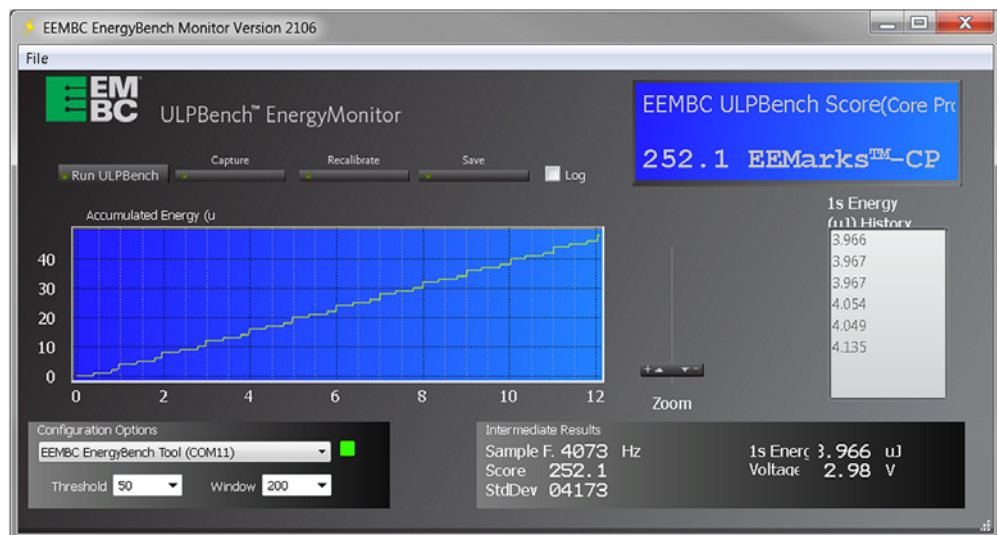 EEMBC EnergyBench Monitor Version 2106
File
EM
BC
ULPBench™ EnergyMonitor
EEMBC ULPBench Score(Core Pro
252.1 EEMarks™-CP
Run ULPBench
Capture
Recalibrate
Save
Log
Accumulated Energy (u
40
30
20
10
0
0 2 4 6 8 10 12
+ -
Zoom
1s Energy
(uJ) History
3.966
3.967
3.967
4.054
4.049
4.135
Configuration Options
EEMBC EnergyBench Tool (COM11)
Threshold 50 Window 200
Intermediate Results
Sample F. 4073 Hz
Score 252.1
StdDev 04173
1s Energ 3.966 uJ
Voltage 2.98 V